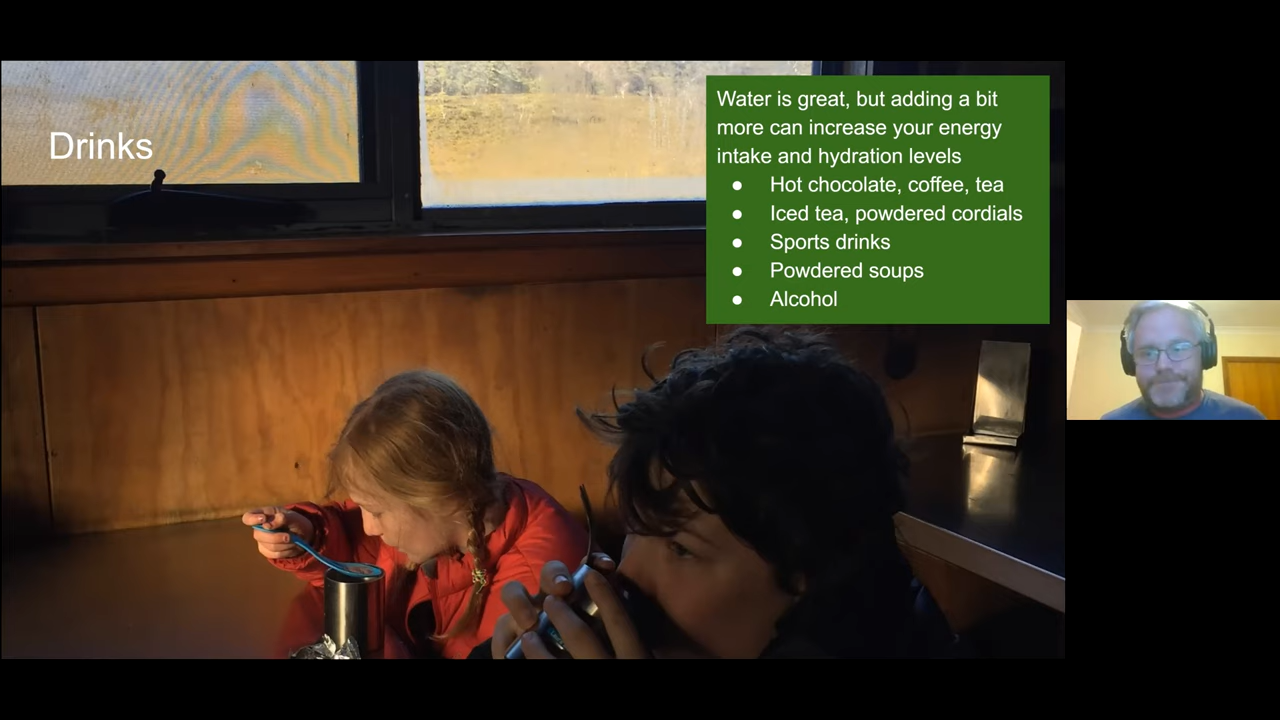 Drinks
Water is great, but adding a bit
more can increase your energy
intake and hydration levels
● Hot chocolate, coffee, tea
● Iced tea, powdered cordials
● Sports drinks
● Powdered soups
● Alcohol